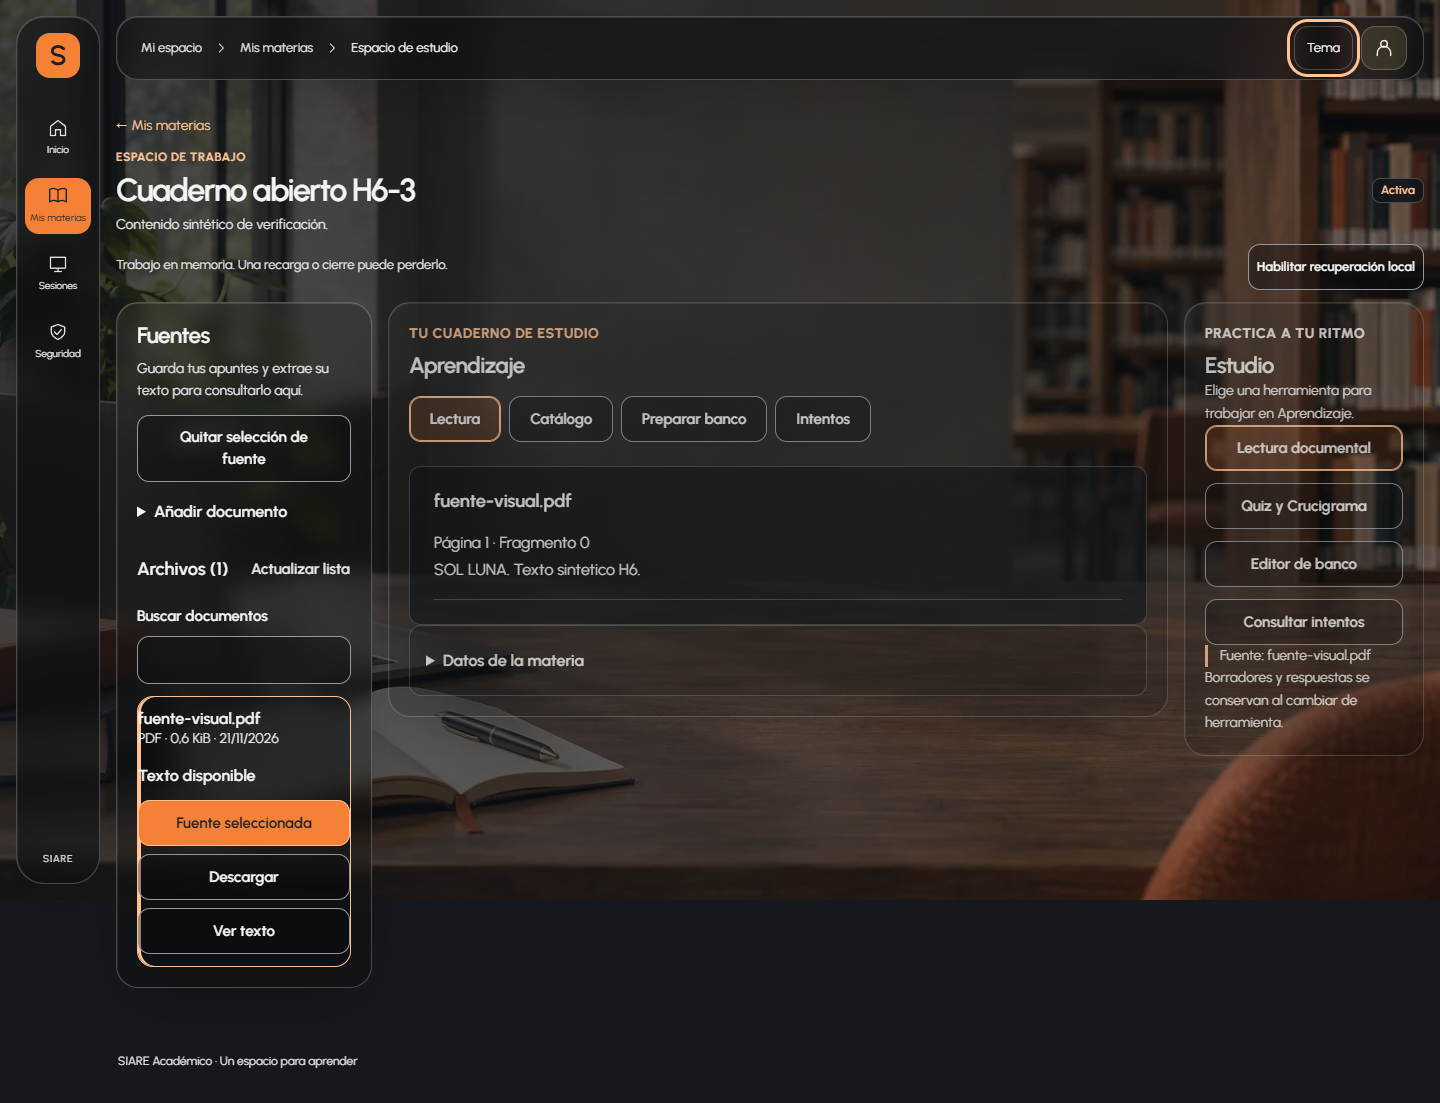 S
Mi espacio > Mis materias > Espacio de estudio
Tema
Inicio
Mis materias
Sesiones
Seguridad
SIARE
← Mis materias
ESPACIO DE TRABAJO
Cuaderno abierto H6-3
Activa
Contenido sintético de verificación.
Trabajo en memoria. Una recarga o cierre puede perderlo.
Habilitar recuperación local
Fuentes
Guarda tus apuntes y extrae su
texto para consultarlo aquí.
Quitar selección de
fuente
Añadir documento
Archivos (1)
Actualizar lista
Buscar documentos
fuente-visual.pdf
PDF · 0,6 KiB · 21/11/2026
Texto disponible
Fuente seleccionada
Descargar
Ver texto
TU CUADERNO DE ESTUDIO
Aprendizaje
Lectura
Catálogo
Preparar banco
Intentos
fuente-visual.pdf
Página 1 · Fragmento 0
SOL LUNA. Texto sintetico H6.
Datos de la materia
PRACTICA A TU RITMO
Estudio
Elige una herramienta para
trabajar en Aprendizaje.
Lectura documental
Quiz y Crucigrama
Editor de banco
Consultar intentos
Fuente: fuente-visual.pdf
Borradores y respuestas se
conservan al cambiar de
herramienta.
SIARE Académico · Un espacio para aprender